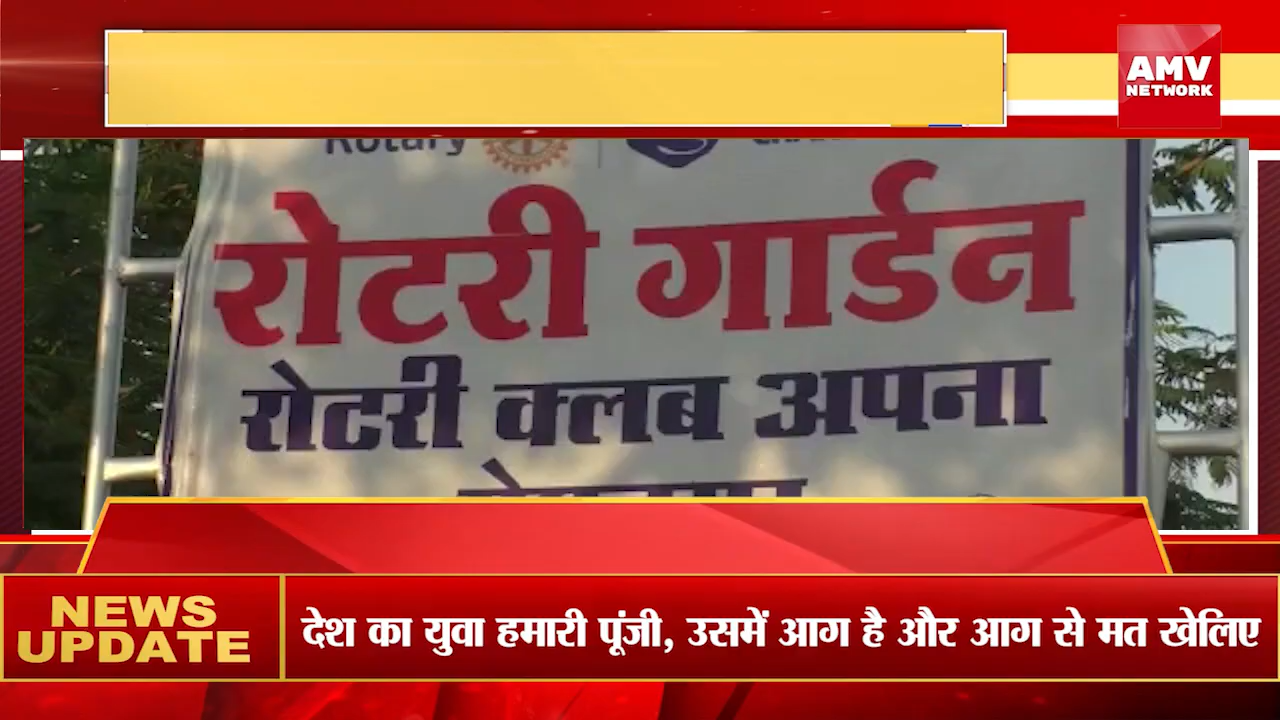 AMV
NETWORK
Rotary
रोटरी गार्डन
रोटरी क्लब अपना
NEWS
UPDATE
देश का युवा हमारी पूंजी, उसमें आग है और आग से मत खेलिए